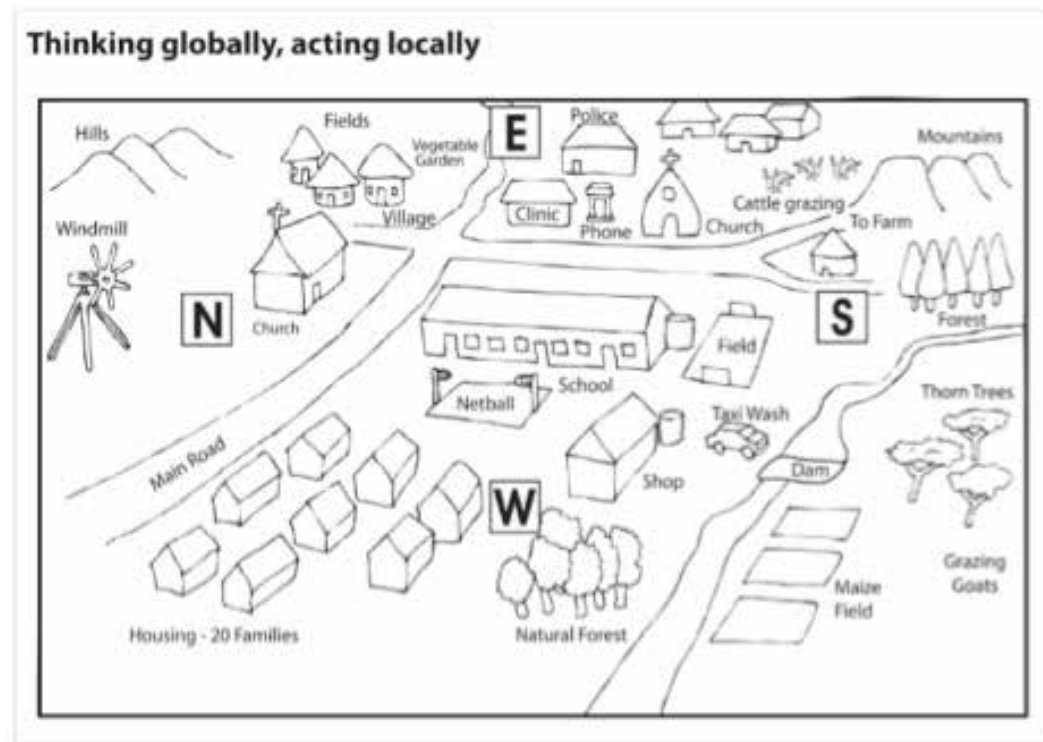 Thinking globally, acting locally
Hills
Fields
E
Police
Mountains
Vegetable
Garden
Village
Clinic
Phone
Church
Cattle grazing
To Farm
Windmill
N
Church
S
Forest
Field
School
Netball
Taxi Wash
Thorn Trees
Main Road
Shop
Dam
W
Grazing
Goats
Maize
Field
Housing - 20 Families
Natural Forest